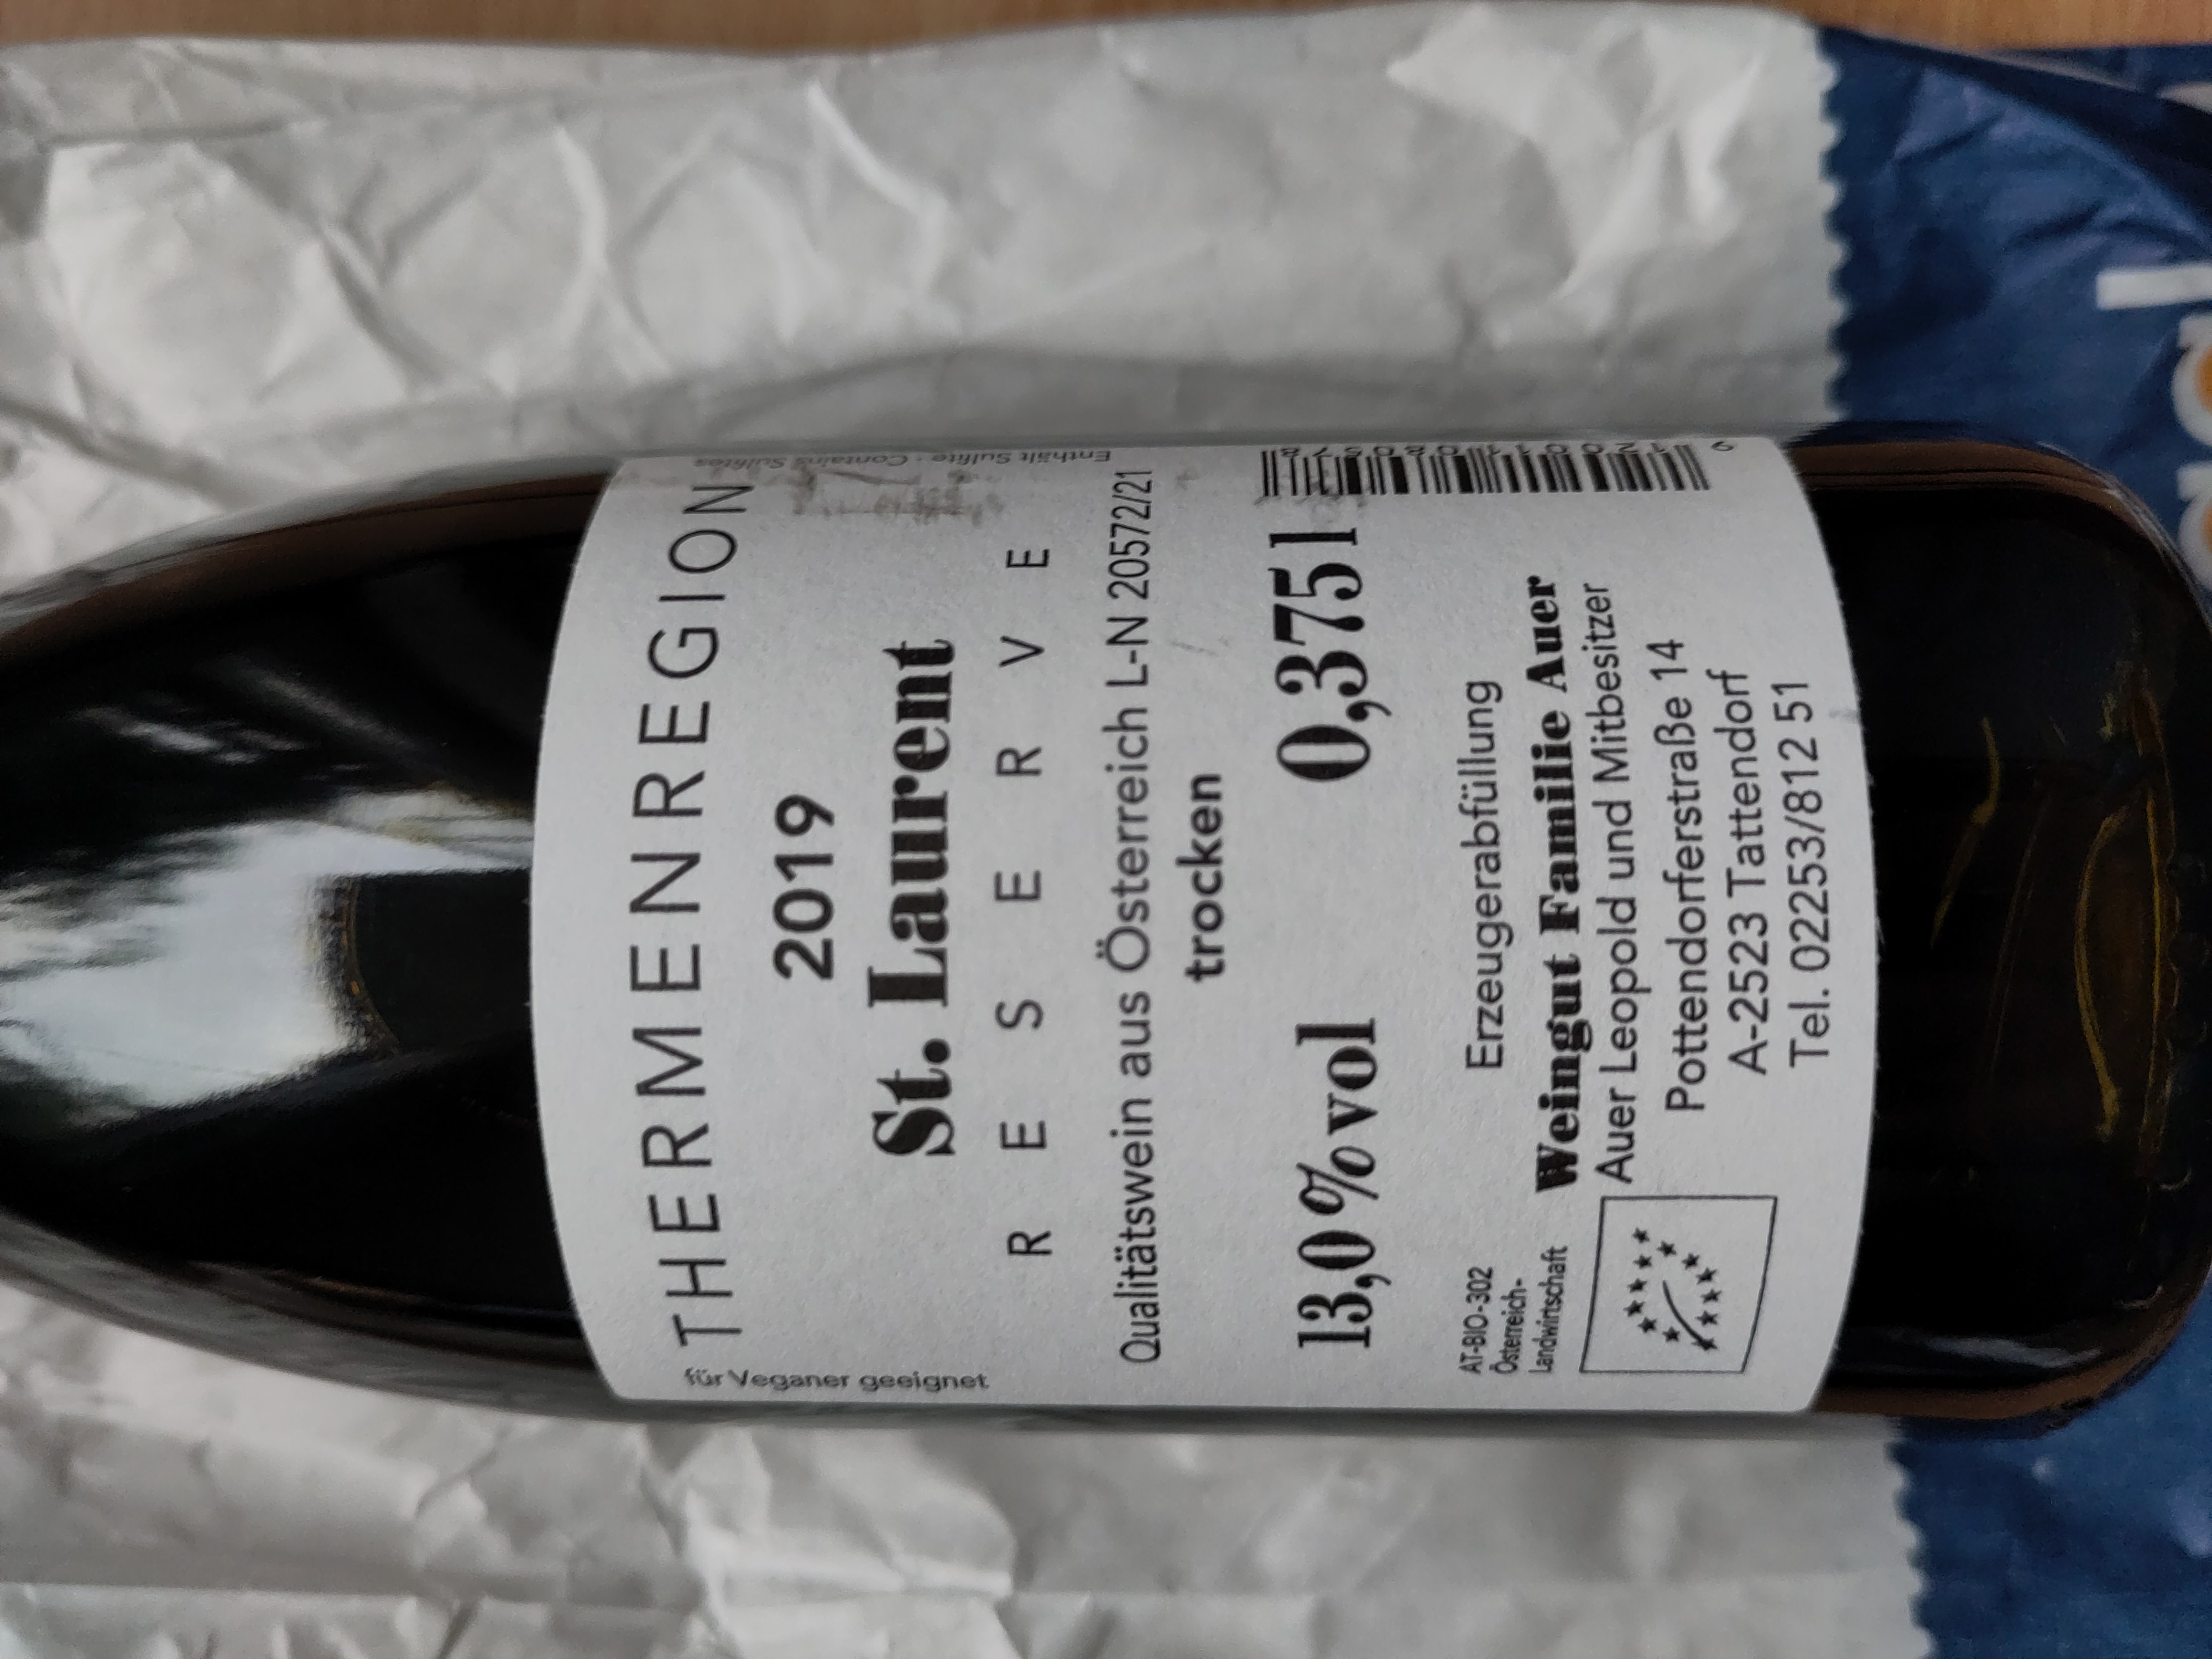 THERMENREGION
2019
St. Laurent
RESERVE
Qualitätswein aus Österreich L-N 20572/21
trocken
13,0 % vol 0,375 l
Erzeugerabfüllung
Weingut Familie Auer
Auer Leopold und Mitbesitzer
Pottendorferstraße 14
A-2523 Tattendorf
Tel. 02253/812 51
AT-BIO-302
Österreich-
Landwirtschaft
für Veganer geeignet
Enthält Sulfite · Contains Sulfites